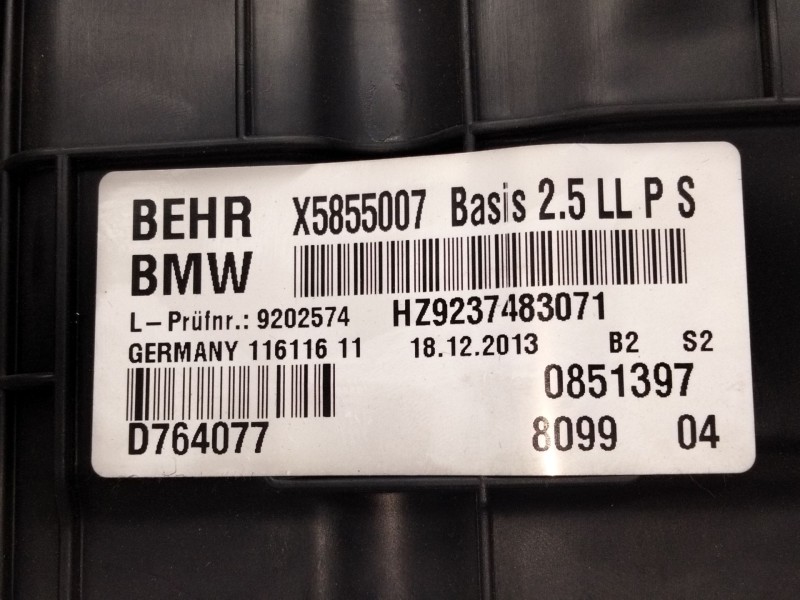 BEHR X5855007 Basis 2.5 LL P S
BMW
L-Prüfnr.: 9202574 HZ9237483071
GERMANY 116116 11 18.12.2013 B2 S2
0851397
D764077 8099 04